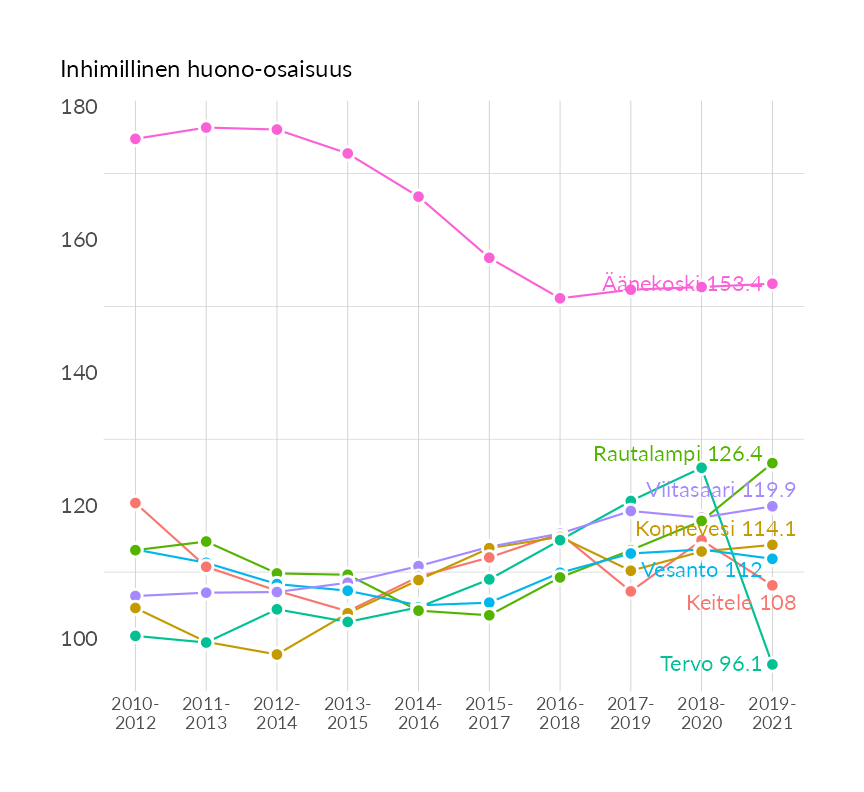 Inhimillinen huono-osaisuus
180
160
140
120
100
Äänekoski 153.4
Rautalampi 126.4
Viitasaari 119.9
Konnevesi 114.1
Vesanto 112
Keitele 108
Tervo 96.1
2010- 2011- 2012- 2013- 2014- 2015- 2016- 2017- 2018- 2019-
2012 2013 2014 2015 2016 2017 2018 2019 2020 2021